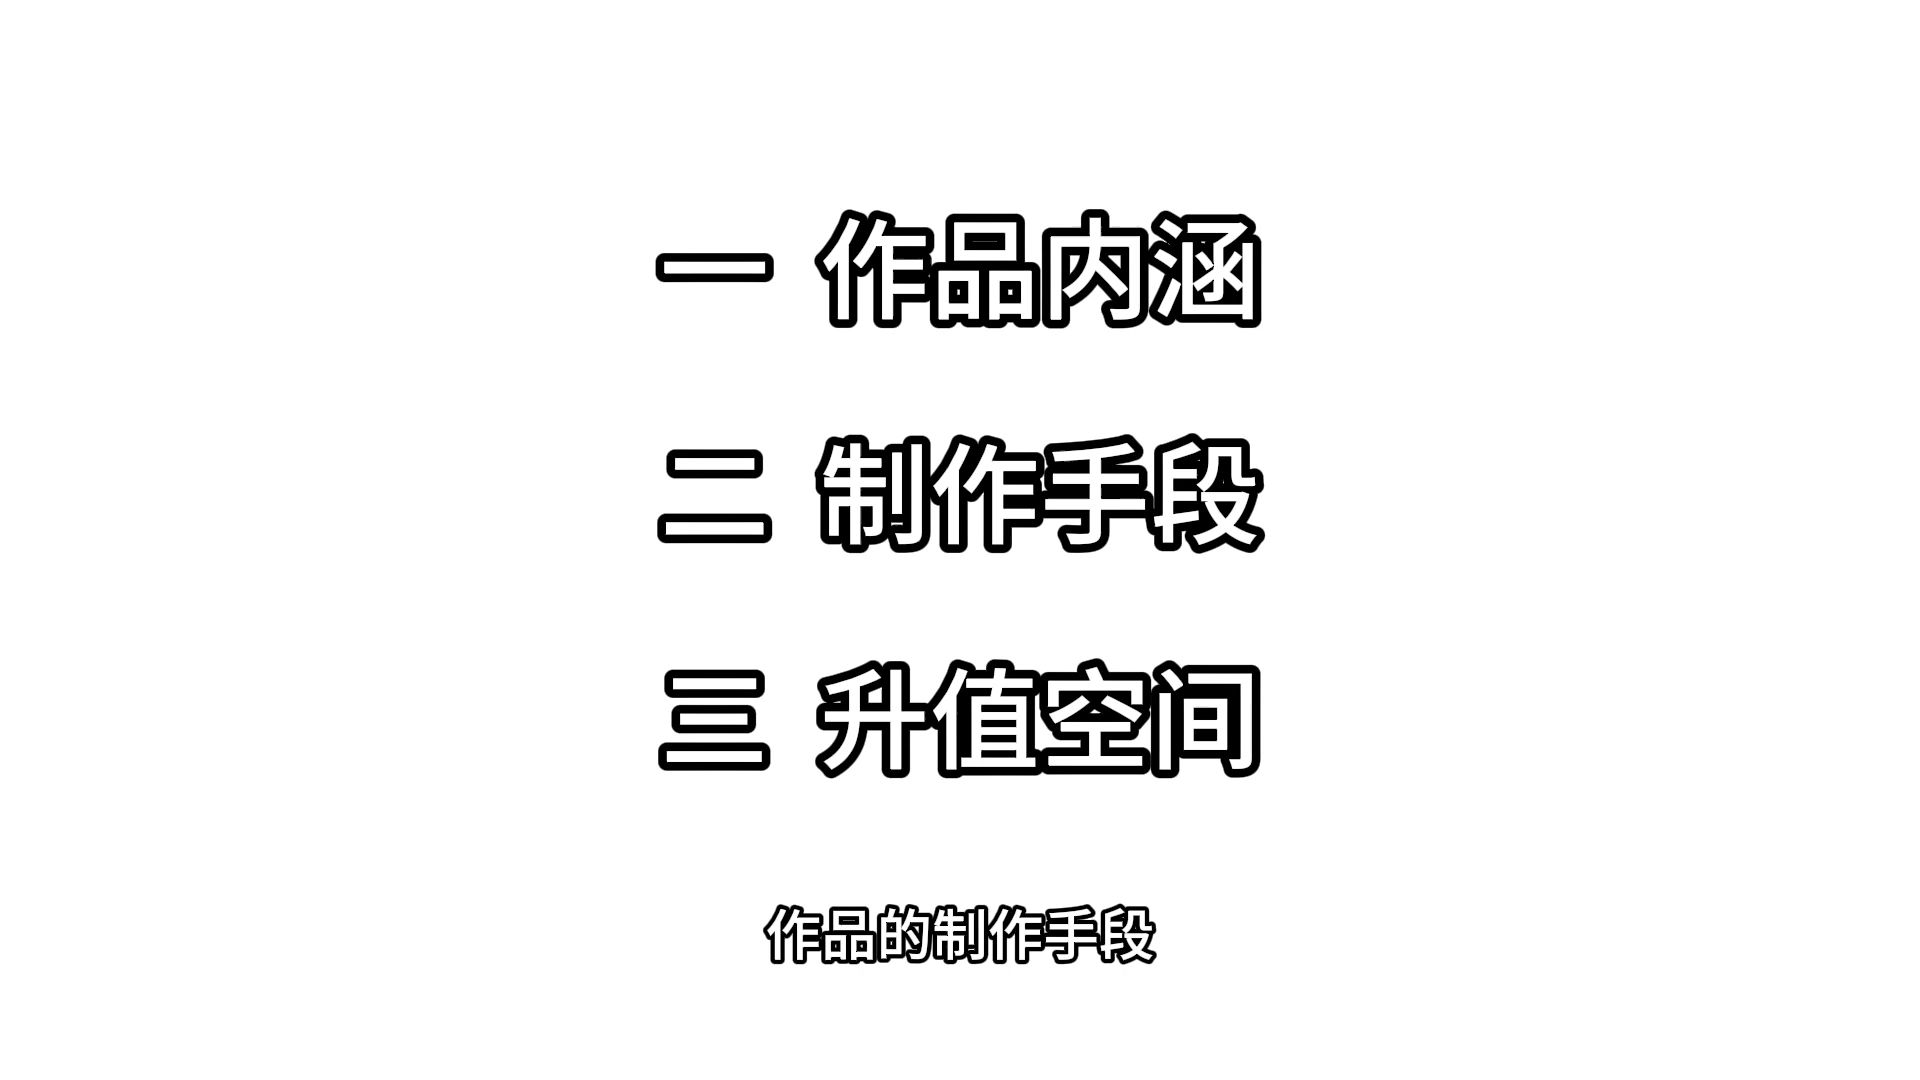 一 作品内涵
二 制作手段
三 升值空间
作品的制作手段